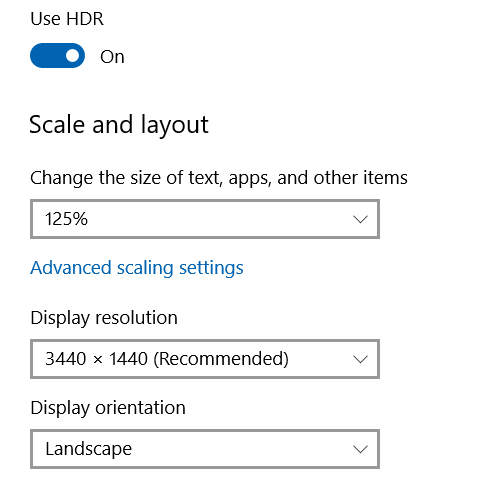 Use HDR
On
Scale and layout
Change the size of text, apps, and other items
125%
Advanced scaling settings
Display resolution
3440 × 1440 (Recommended)
Display orientation
Landscape